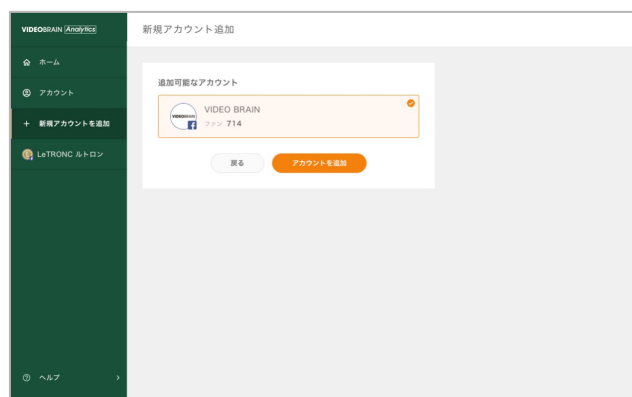 VIDEOBRAIN Analytics
新規アカウント追加
ホーム
アカウント
新規アカウントを追加
LeTRONC ルトロン
ヘルプ
追加可能なアカウント
VIDEOBRAIN
VIDEO BRAIN
ファン 714
戻る
アカウントを追加